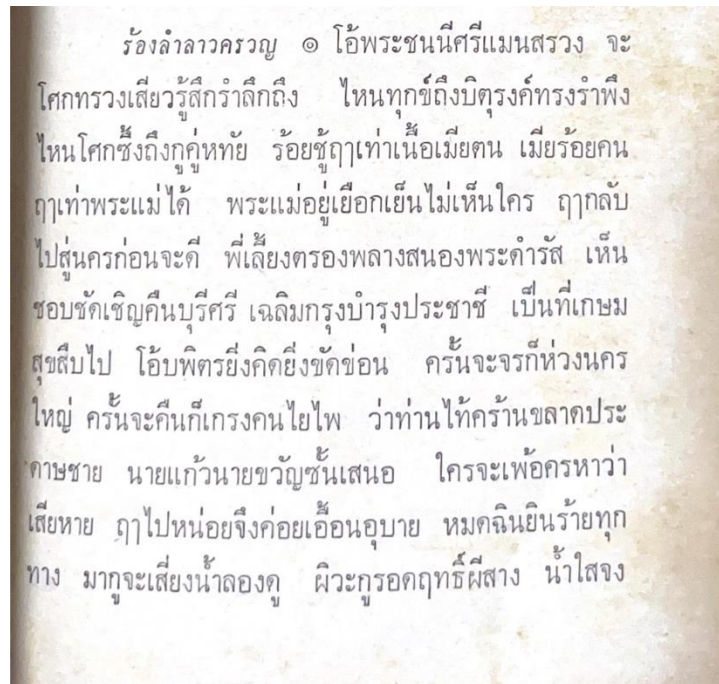 ร้องลำลาวครวญ ๑ โอ้พระชนนีศรีแมนสรวง จะ
โศกทรวงเสียวรู้สึกรำลึกถึง ไหนทุกข์ถึงบิตุรงค์ทรงรำพึง
ไหนโศกซึ้งถึงกูคู่หทัย ร้อยชู้ฤๅเท่าเนื้อเมียตน เมียร้อยคน
ฤๅเท่าพระแม่ได้ พระแม่อยู่เยือกเย็นไม่เห็นใคร ฤๅกลับ
ไปสู่นครก่อนจะดี พี่เลี้ยงตรองพลางสนองพระดำรัส เห็น
ชอบชัดเชิญคืนบุรีศรี เฉลิมกรุงบำรุงประชาชี เป็นที่เกษม
สุขสืบไป โอ้บพิตรยิ่งคิดยิ่งขัดข่อน ครั้นจะจรก็ห่วงนคร
ใหญ่ ครั้นจะคืนก็เกรงคนไยไพ ว่าท่านไท้คร้านขลาดประ
ดาษชาย นายแก้วนายขวัญซั้นเสนอ ใครจะเพ้อครหาว่า
เสียหาย ฤๅไปหน่อยจึงค่อยเอื้อนอุบาย หมดฉินยินร้ายทุก
ทาง มากูจะเสี่ยงน้ำลองดู ผิวะกูรอดฤทธิ์ผีสาง น้ำใสจง